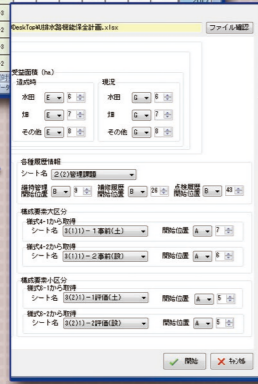 DeskTop¥U排水路機能保全計画.xlsx ファイル確認
受益面積 (ha)
造成時 現況
水田 E 6 水田 G 6
畑 E 7 畑 G 7
その他 E 8 その他 G 8
各種履歴情報
シート名 2(2)管理課題
維持管理開始位置 B 9 補修履歴開始位置 B 26 点検履歴開始位置 B 43
構成要素大区分
様式4-1から取得
シート名 3(1)1)-1事前(土) 開始位置 A 7
様式4-2から取得
シート名 3(1)1)-2事前(設) 開始位置 A 6
構成要素小区分
様式8-1から取得
シート名 3(2)1)-1評価(土) 開始位置 A 5
様式8-2から取得
シート名 3(2)1)-2評価(設) 開始位置 A 5
開始 キャンセル